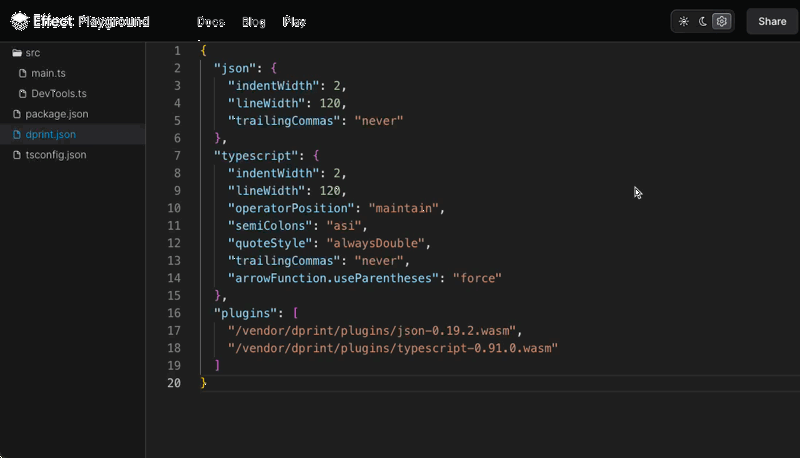 Effect Playground Docs Blog Play Share
src
main.ts
DevTools.ts
package.json
dprint.json
tsconfig.json
1 {
2 "json": {
3 "indentWidth": 2,
4 "lineWidth": 120,
5 "trailingCommas": "never"
6 },
7 "typescript": {
8 "indentWidth": 2,
9 "lineWidth": 120,
10 "operatorPosition": "maintain",
11 "semiColons": "asi",
12 "quoteStyle": "alwaysDouble",
13 "trailingCommas": "never",
14 "arrowFunction.useParentheses": "force"
15 },
16 "plugins": [
17 "/vendor/dprint/plugins/json-0.19.2.wasm",
18 "/vendor/dprint/plugins/typescript-0.91.0.wasm"
19 ]
20 }